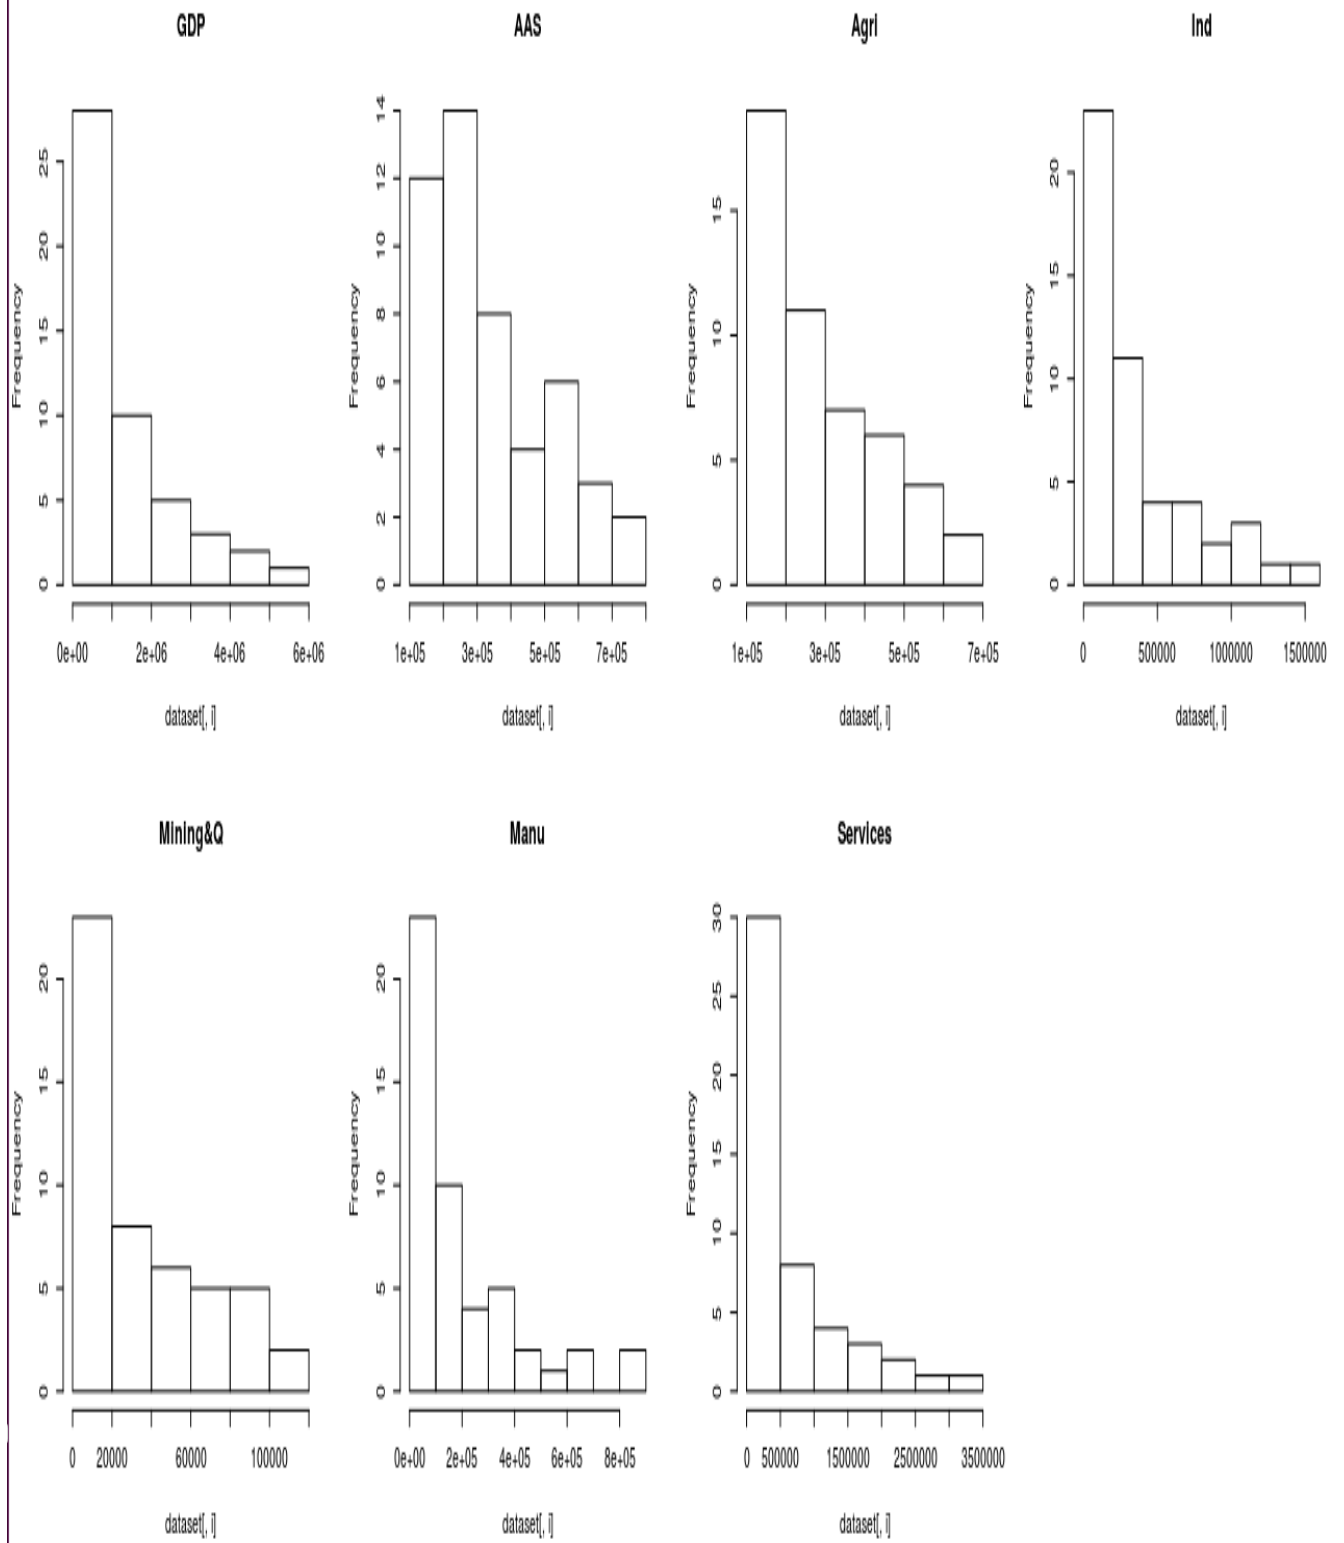 GDP
Frequency
0 5 10 15 20 25
0e+00 2e+06 4e+06 6e+06
dataset[, i]
AAS
Frequency
0 2 4 6 8 10 12 14
1e+05 3e+05 5e+05 7e+05
dataset[, i]
Agri
Frequency
0 5 10 15
1e+05 3e+05 5e+05 7e+05
dataset[, i]
Ind
Frequency
0 5 10 15 20
0 500000 1000000 1500000
dataset[, i]
Mining&Q
Frequency
0 5 10 15 20
0 20000 60000 100000
dataset[, i]
Manu
Frequency
0 5 10 15 20
0e+00 2e+05 4e+05 6e+05 8e+05
dataset[, i]
Services
Frequency
0 5 10 15 20 25 30
0 500000 1500000 2500000 3500000
dataset[, i]